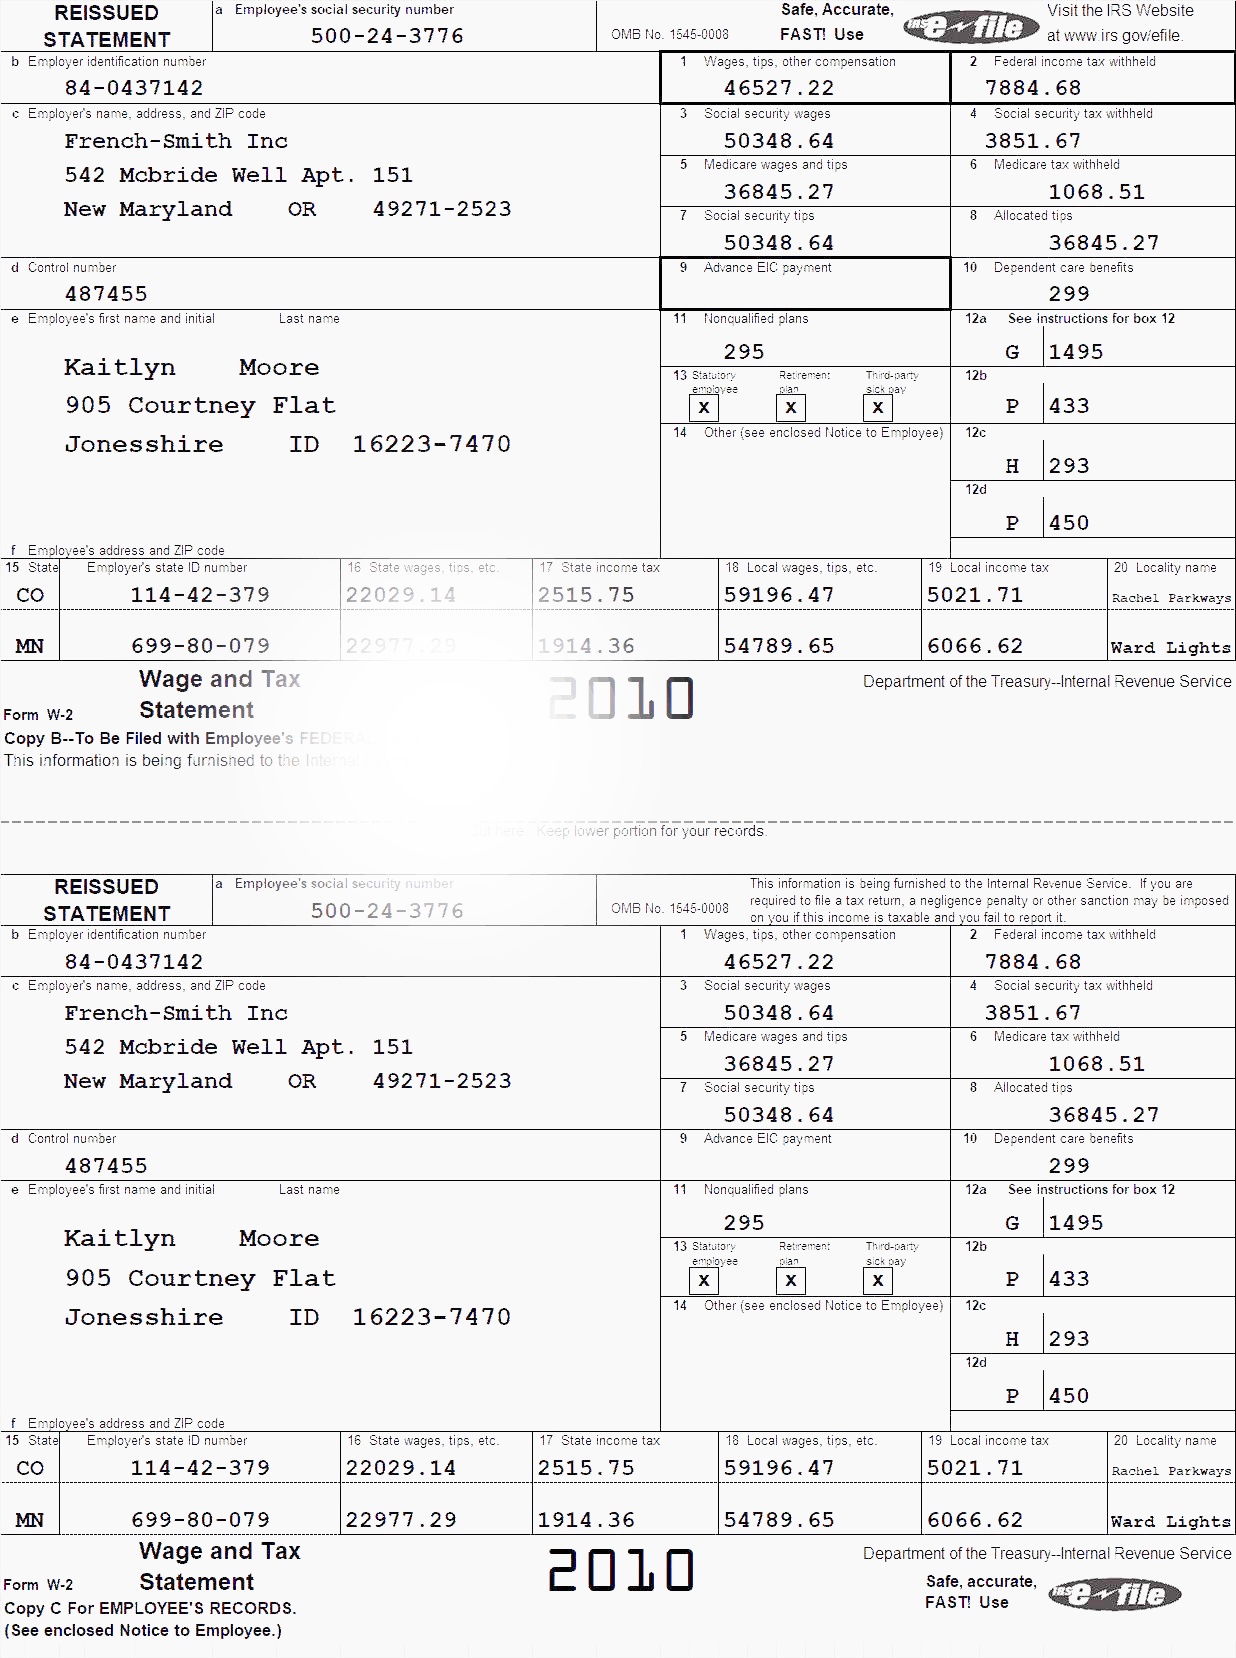 REISSUED STATEMENT
a Employee's social security number
500-24-3776
OMB No. 1545-0008
Safe, Accurate, FAST! Use
IRS e-file
Visit the IRS Website at www.irs.gov/efile.
b Employer identification number
84-0437142
1 Wages, tips, other compensation
46527.22
2 Federal income tax withheld
7884.68
c Employer's name, address, and ZIP code
French-Smith Inc
542 Mcbride Well Apt. 151
New Maryland OR 49271-2523
3 Social security wages
50348.64
4 Social security tax withheld
3851.67
5 Medicare wages and tips
36845.27
6 Medicare tax withheld
1068.51
7 Social security tips
50348.64
8 Allocated tips
36845.27
d Control number
487455
9 Advance EIC payment
10 Dependent care benefits
299
e Employee's first name and initial Last name
Kaitlyn Moore
905 Courtney Flat
Jonesshire ID 16223-7470
11 Nonqualified plans
295
12a See instructions for box 12
G 1495
13 Statutory employee Retirement plan Third-party sick pay
X X X
12b
P 433
14 Other (see enclosed Notice to Employee)
12c
H 293
12d
P 450
f Employee's address and ZIP code
15 State Employer's state ID number 16 State wages, tips, etc. 17 State income tax 18 Local wages, tips, etc. 19 Local income tax 20 Locality name
CO 114-42-379 22029.14 2515.75 59196.47 5021.71 Rachel Parkways
MN 699-80-079 22977.29 1914.36 54789.65 6066.62 Ward Lights
Form W-2 Wage and Tax Statement 2010 Department of the Treasury--Internal Revenue Service
Copy B--To Be Filed with Employee's FEDERAL
This information is being furnished to the Internal
here. Keep lower portion for your records.
REISSUED STATEMENT
a Employee's social security number
500-24-3776
OMB No. 1545-0008
This information is being furnished to the Internal Revenue Service. If you are
required to file a tax return, a negligence penalty or other sanction may be imposed
on you if this income is taxable and you fail to report it.
b Employer identification number
84-0437142
1 Wages, tips, other compensation
46527.22
2 Federal income tax withheld
7884.68
c Employer's name, address, and ZIP code
French-Smith Inc
542 Mcbride Well Apt. 151
New Maryland OR 49271-2523
3 Social security wages
50348.64
4 Social security tax withheld
3851.67
5 Medicare wages and tips
36845.27
6 Medicare tax withheld
1068.51
7 Social security tips
50348.64
8 Allocated tips
36845.27
d Control number
487455
9 Advance EIC payment
10 Dependent care benefits
299
e Employee's first name and initial Last name
Kaitlyn Moore
905 Courtney Flat
Jonesshire ID 16223-7470
11 Nonqualified plans
295
12a See instructions for box 12
G 1495
13 Statutory employee Retirement plan Third-party sick pay
X X X
12b
P 433
14 Other (see enclosed Notice to Employee)
12c
H 293
12d
P 450
f Employee's address and ZIP code
15 State Employer's state ID number 16 State wages, tips, etc. 17 State income tax 18 Local wages, tips, etc. 19 Local income tax 20 Locality name
CO 114-42-379 22029.14 2515.75 59196.47 5021.71 Rachel Parkways
MN 699-80-079 22977.29 1914.36 54789.65 6066.62 Ward Lights
Form W-2 Wage and Tax Statement 2010 Department of the Treasury--Internal Revenue Service
Copy C For EMPLOYEE'S RECORDS.
(See enclosed Notice to Employee.)
Safe, accurate, FAST! Use
IRS e-file